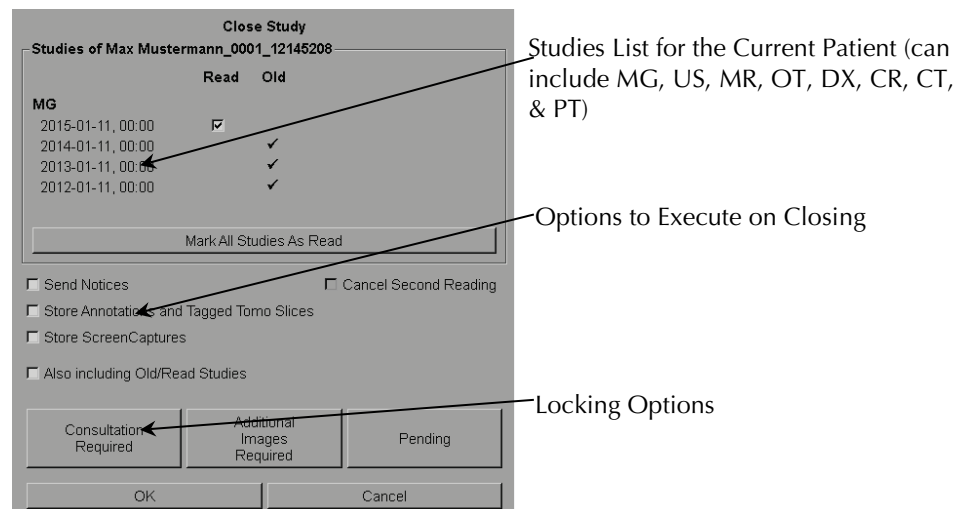 Close Study
Studies of Max Mustermann_0001_12145208
Read Old
MG
2015-01-11, 00:00
2014-01-11, 00:00
2013-01-11, 00:00
2012-01-11, 00:00
Mark All Studies As Read
Send Notices
Cancel Second Reading
Store Annotations and Tagged Tomo Slices
Store ScreenCaptures
Also including Old/Read Studies
Consultation
Required
Additional
Images
Required
Pending
OK
Cancel
Studies List for the Current Patient (can
include MG, US, MR, OT, DX, CR, CT,
& PT)
Options to Execute on Closing
Locking Options